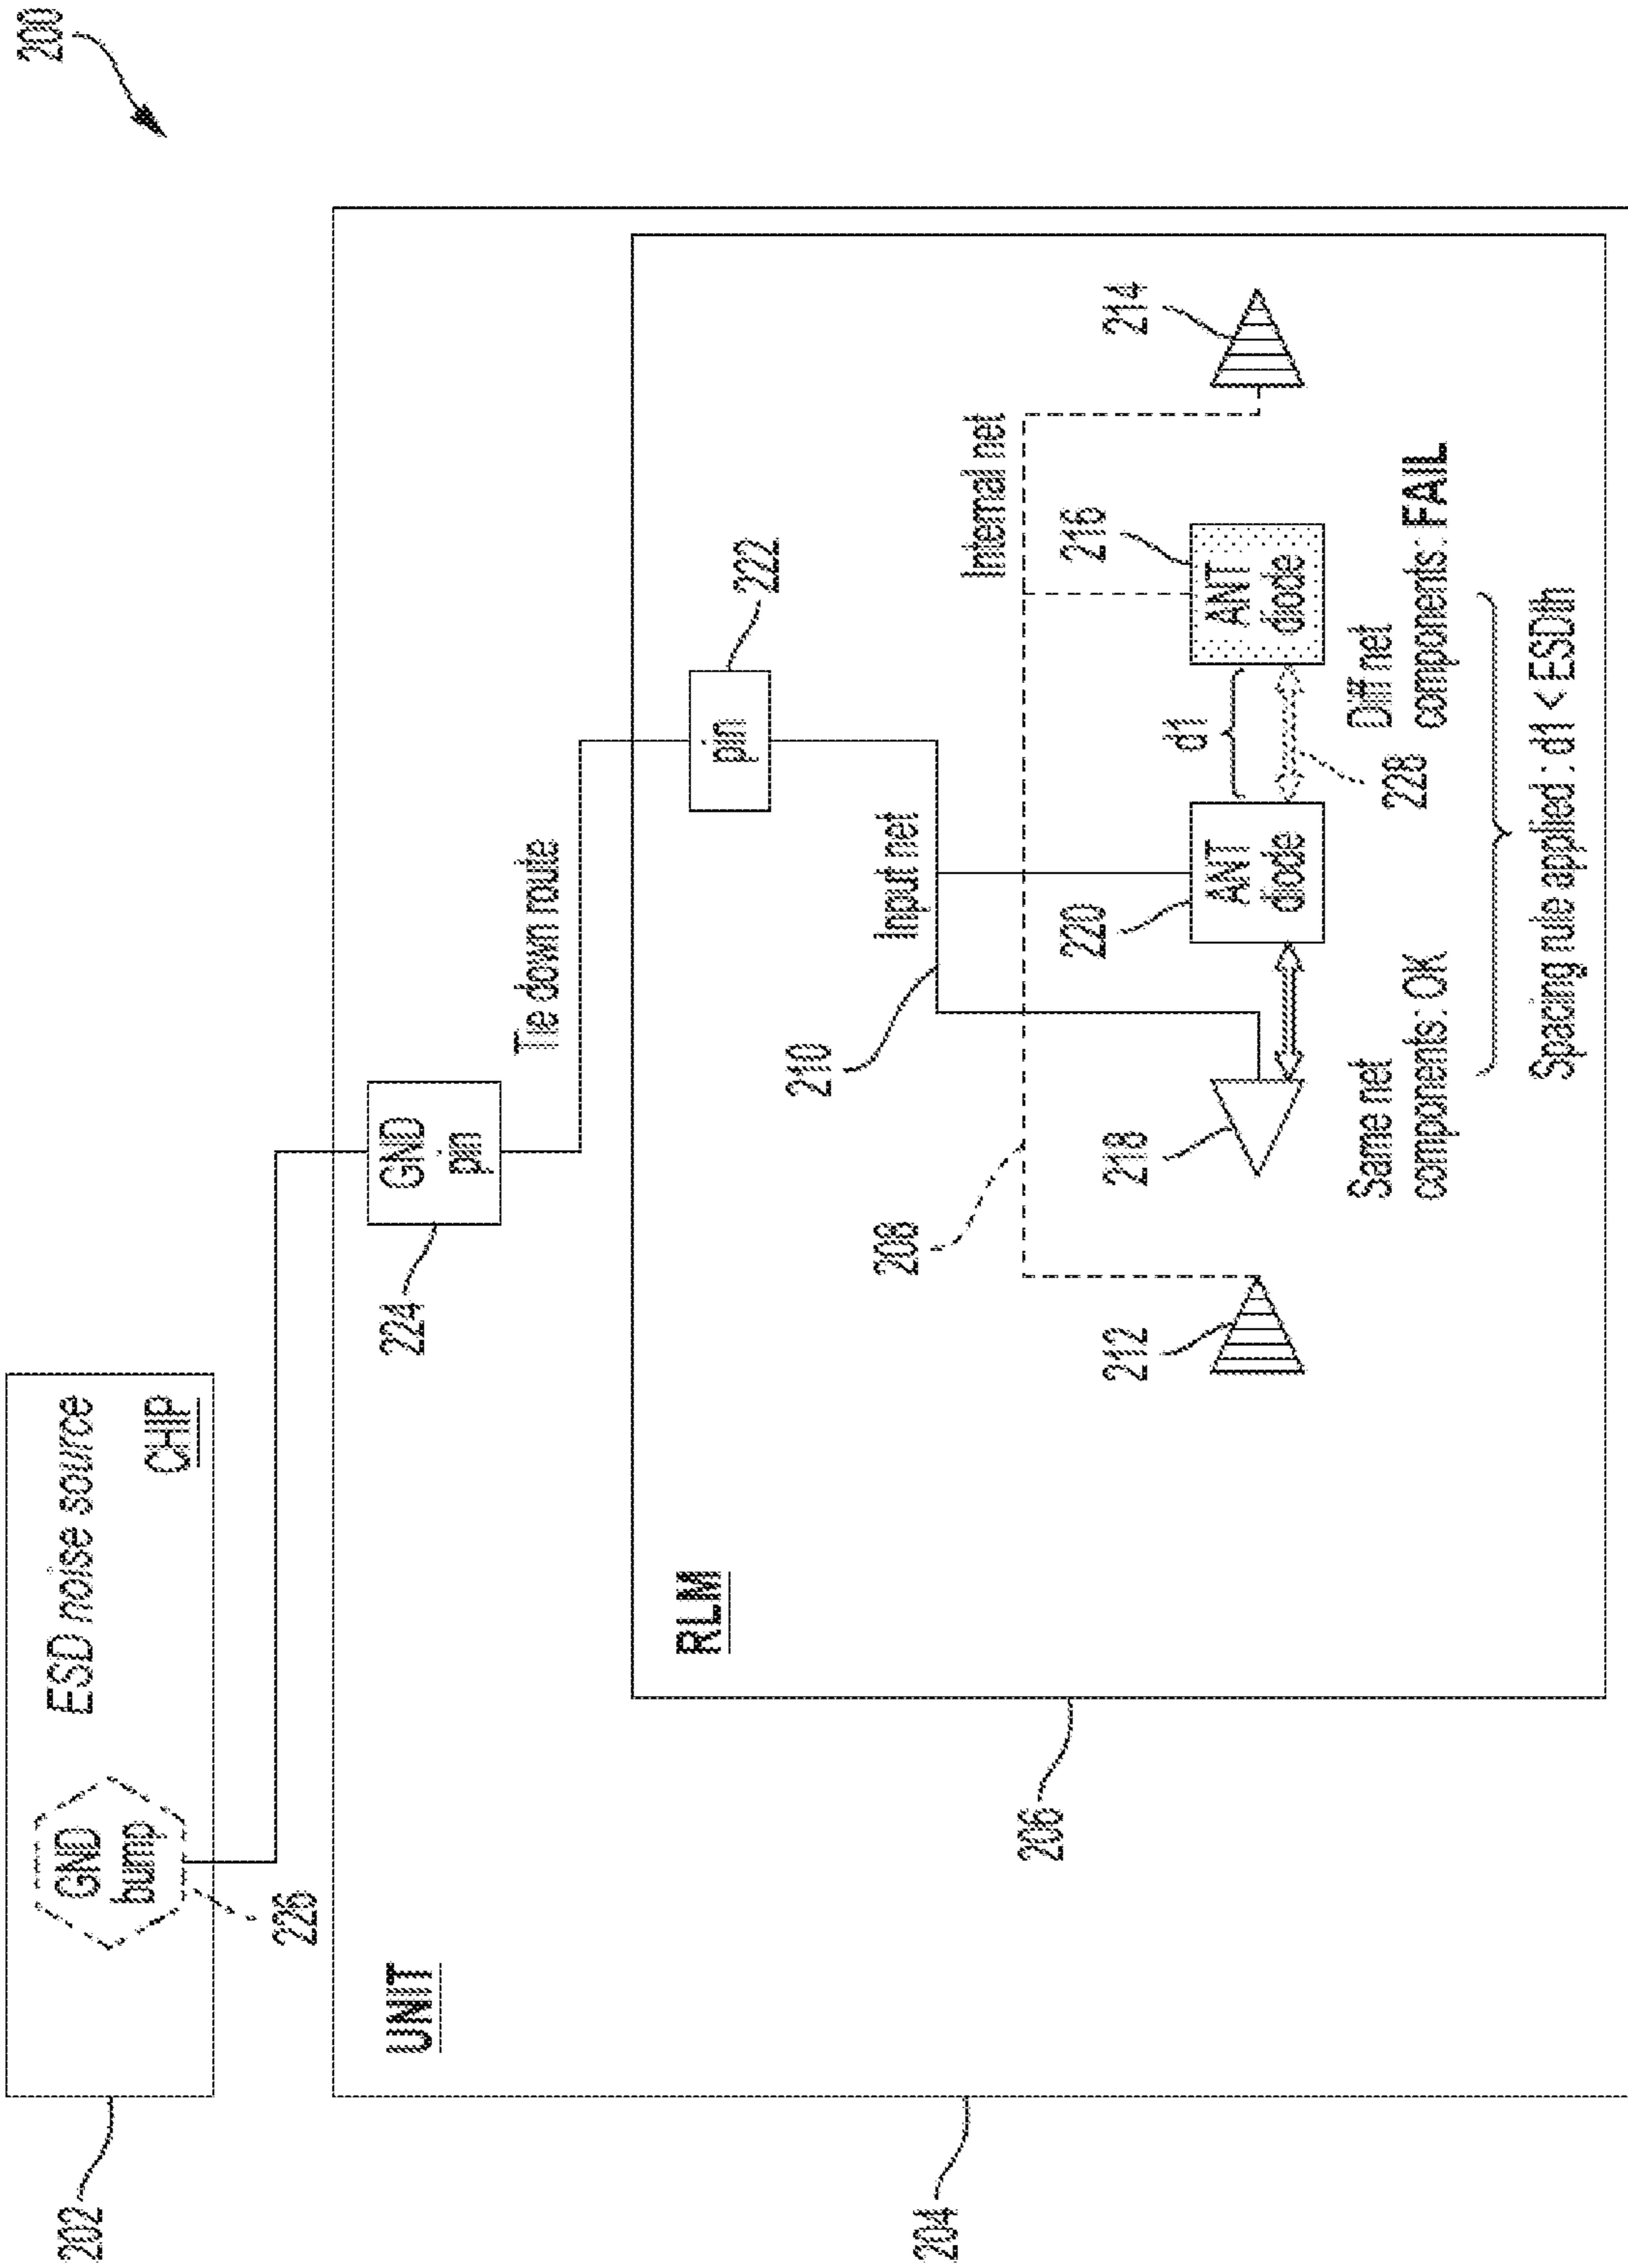 200
202
GND
bump
226
ESD noise source
CHIP
204
UNIT
GND
pin
224
Tie down route
206
RLM
pin
222
Input net
210
208
Internal net
212
218
220
ANT
diode
d1
216
ANT
diode
214
228
Same net
components: OK
Diff net
components: FAIL
Spacing rule applied : d1 < ESDth